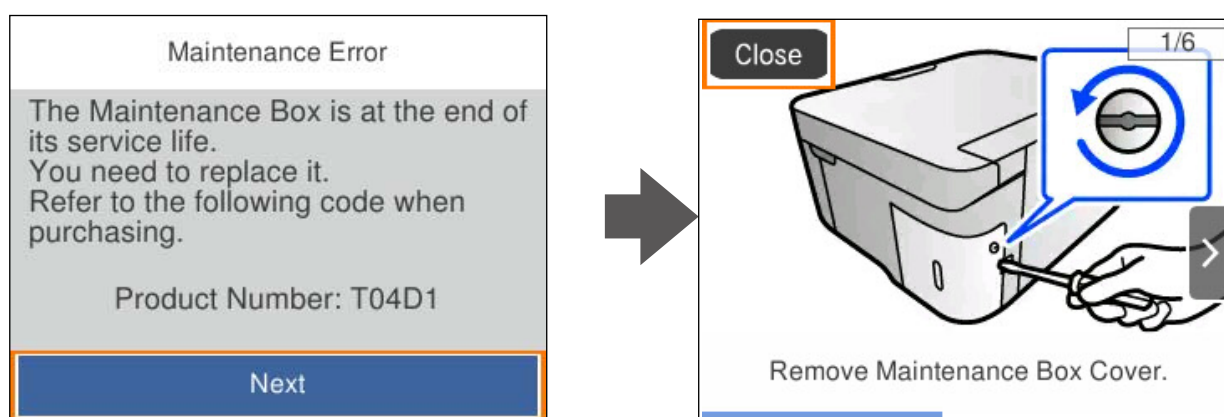 Maintenance Error
The Maintenance Box is at the end of
its service life.
You need to replace it.
Refer to the following code when
purchasing.
Product Number: T04D1
Next
Close
1/6
Remove Maintenance Box Cover.